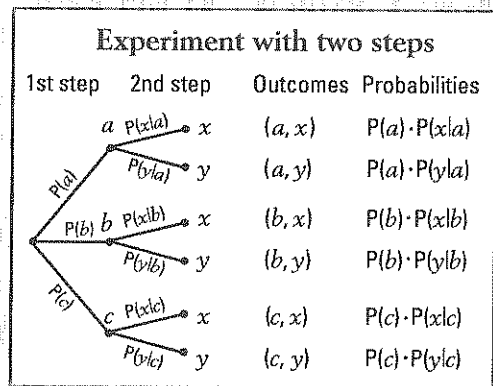 Experiment with two steps
1st step 2nd step Outcomes Probabilities
a P(x|a) x (a, x) P(a)·P(x|a)
P(a) P(y|a) y (a, y) P(a)·P(y|a)
P(b) b P(x|b) x (b, x) P(b)·P(x|b)
P(y|b) y (b, y) P(b)·P(y|b)
P(c) c P(x|c) x (c, x) P(c)·P(x|c)
P(y|c) y (c, y) P(c)·P(y|c)